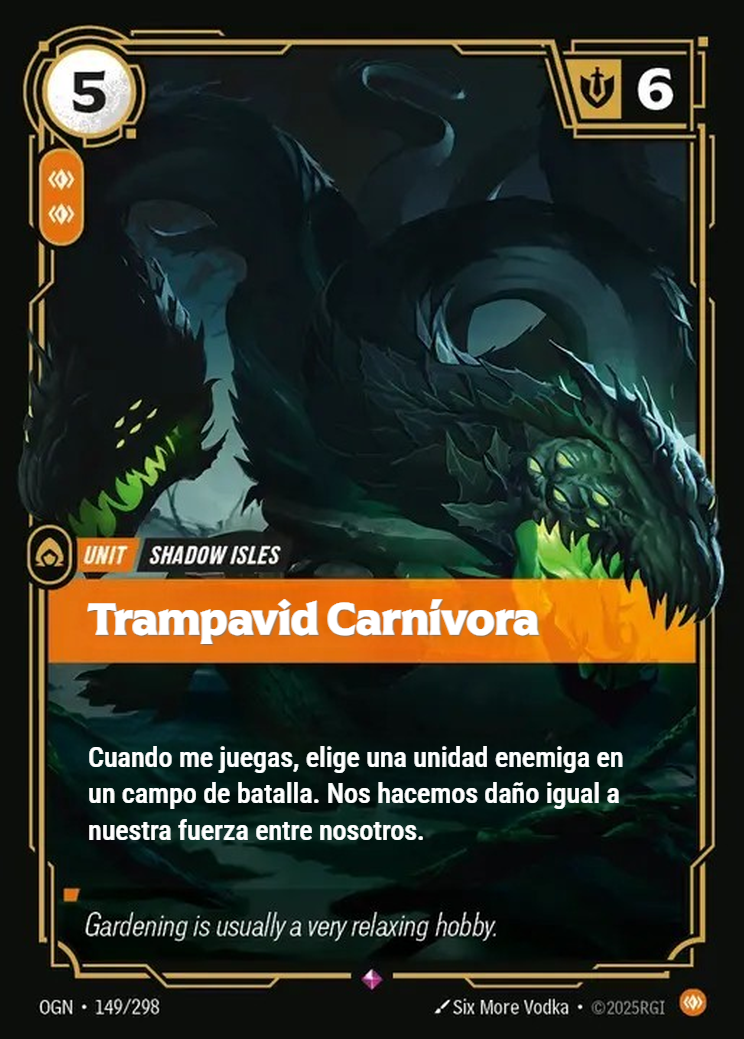 5
6
UNIT SHADOW ISLES
Trampavid Carnívora
Cuando me juegas, elige una unidad enemiga en
un campo de batalla. Nos hacemos daño igual a
nuestra fuerza entre nosotros.
Gardening is usually a very relaxing hobby.
OGN • 149/298 Six More Vodka • ©2025RGI